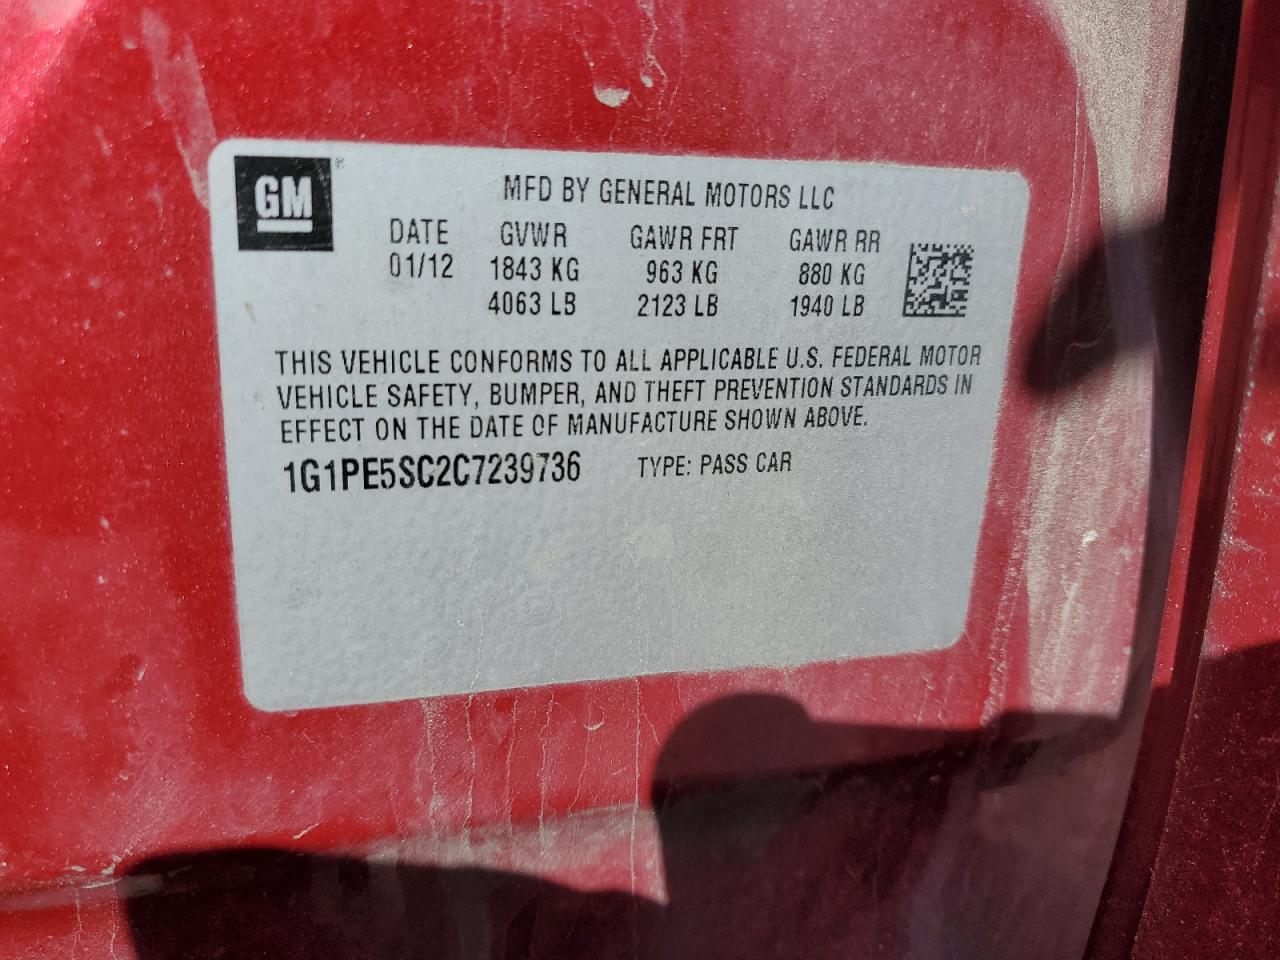 GM ®
MFD BY GENERAL MOTORS LLC
DATE GVWR GAWR FRT GAWR RR
01/12 1843 KG 963 KG 880 KG
4063 LB 2123 LB 1940 LB
THIS VEHICLE CONFORMS TO ALL APPLICABLE U.S. FEDERAL MOTOR
VEHICLE SAFETY, BUMPER, AND THEFT PREVENTION STANDARDS IN
EFFECT ON THE DATE OF MANUFACTURE SHOWN ABOVE.
1G1PE5SC2C7239736 TYPE: PASS CAR